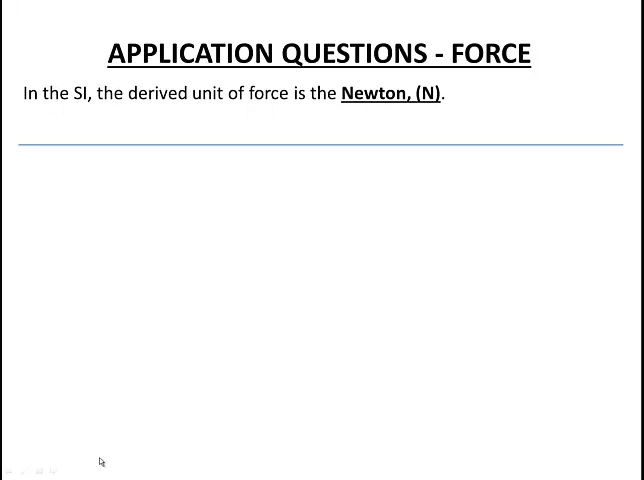 APPLICATION QUESTIONS - FORCE
In the SI, the derived unit of force is the Newton, (N).